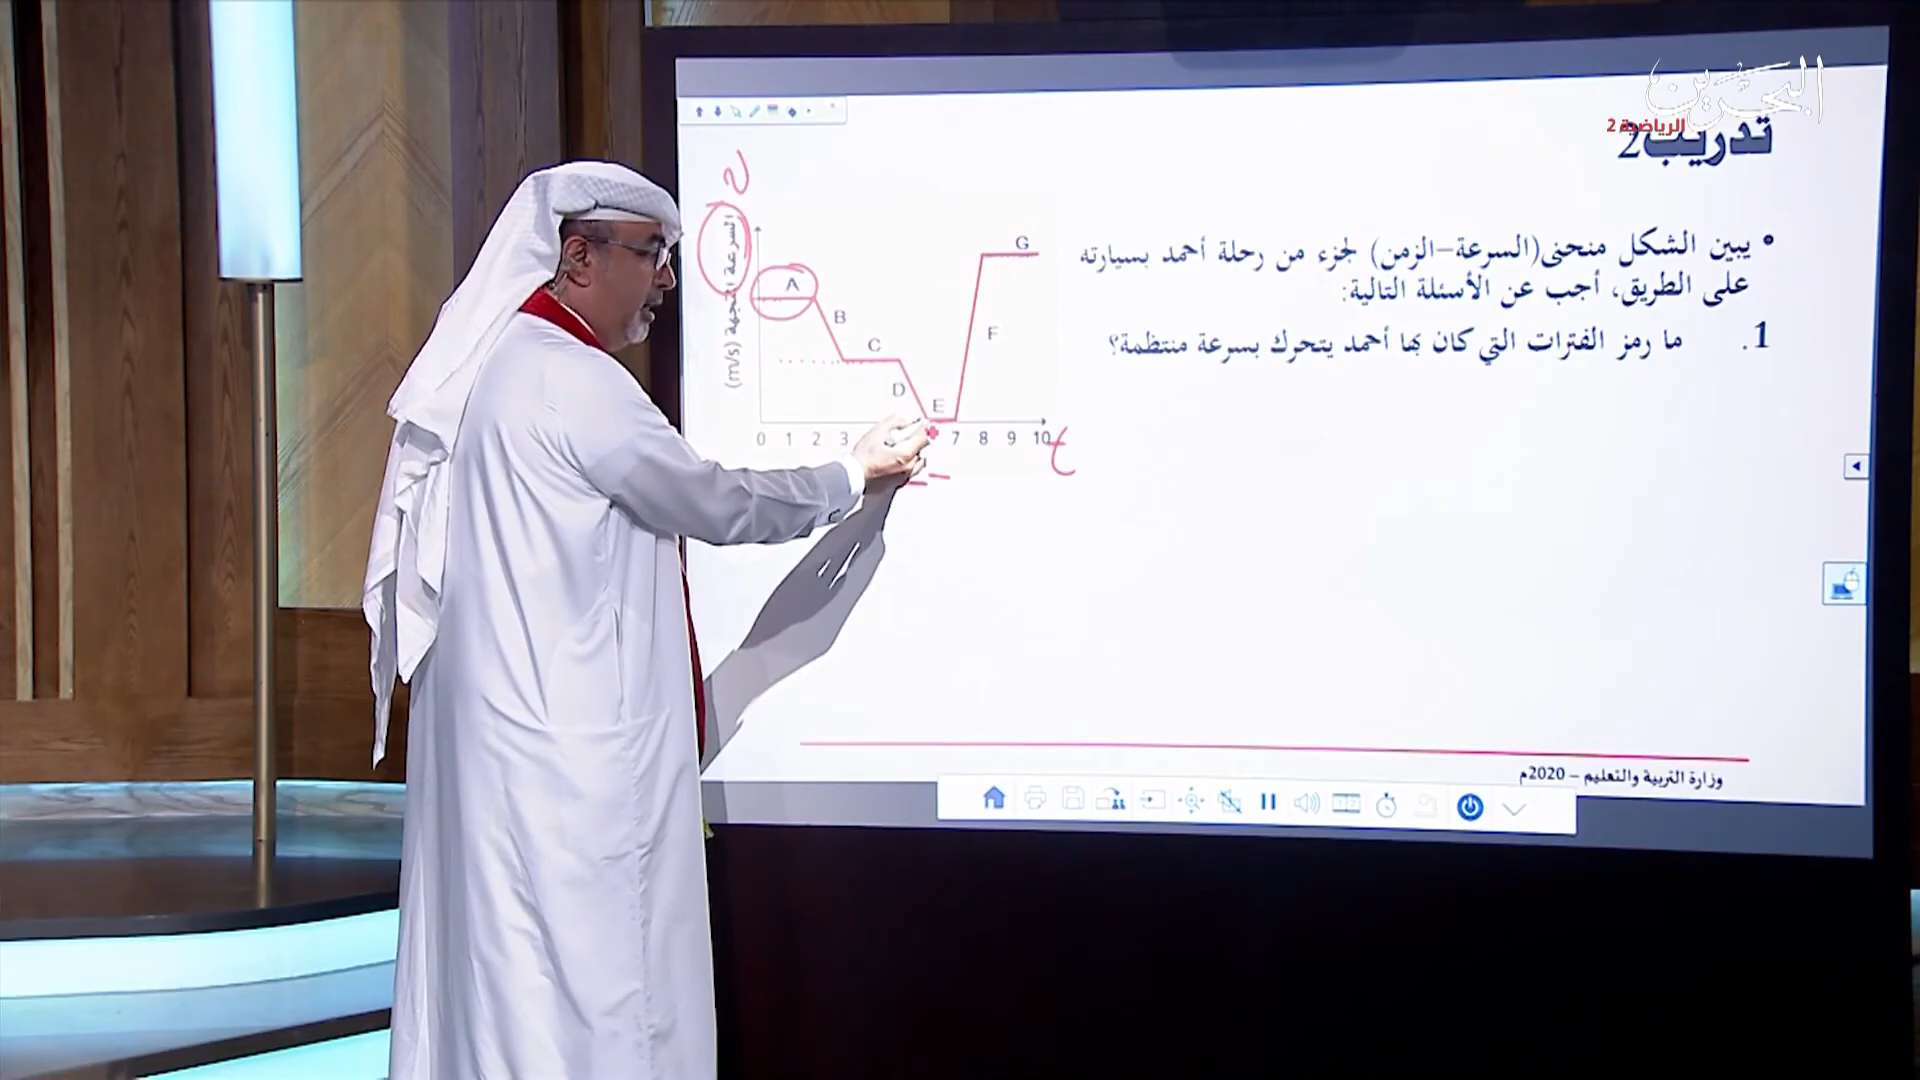 البحرين
الرياضية 2
تدريب2
• يبين الشكل منحنى(السرعة-الزمن) لجزء من رحلة أحمد بسيارته
على الطريق، أجب عن الأسئلة التالية:
1. ما رمز الفترات التي كان بها أحمد يتحرك بسرعة منتظمة؟
السرعة المتجهة (m/s)
A
B
C
D
E
F
G
0 1 2 3 7 8 9 10
t
وزارة التربية والتعليم – 2020م